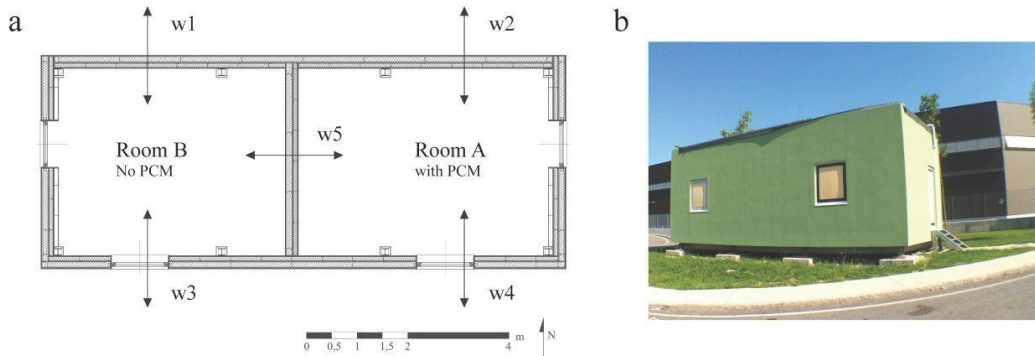 a
w1
w2
b
Room B
No PCM
w5
Room A
with PCM
w3
w4
0 0,5 1 1,5 2 4 m
N